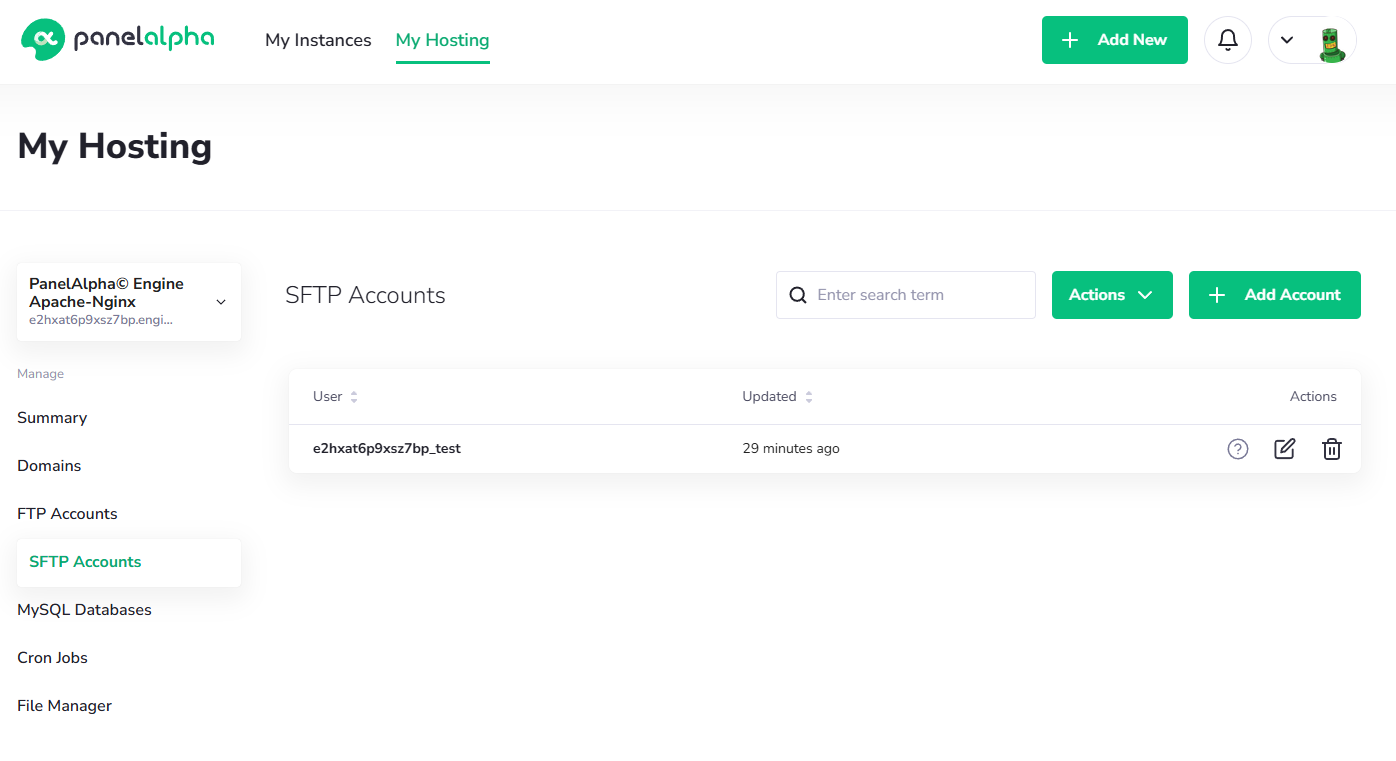 panelalpha
My Instances
My Hosting
Add New
My Hosting
PanelAlpha© Engine
Apache-Nginx
e2hxat6p9xsz7bp.engi...
Manage
Summary
Domains
FTP Accounts
SFTP Accounts
MySQL Databases
Cron Jobs
File Manager
SFTP Accounts
Enter search term
Actions
Add Account
User
Updated
Actions
e2hxat6p9xsz7bp_test
29 minutes ago